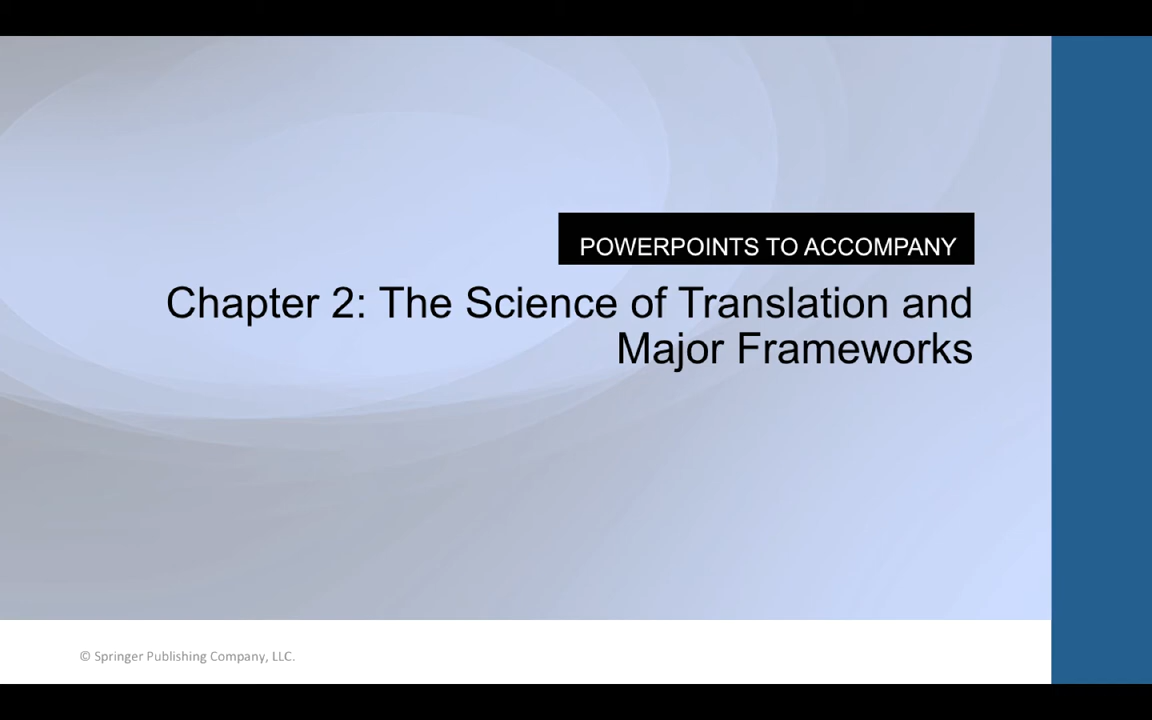 POWERPOINTS TO ACCOMPANY
Chapter 2: The Science of Translation and
Major Frameworks
© Springer Publishing Company, LLC.